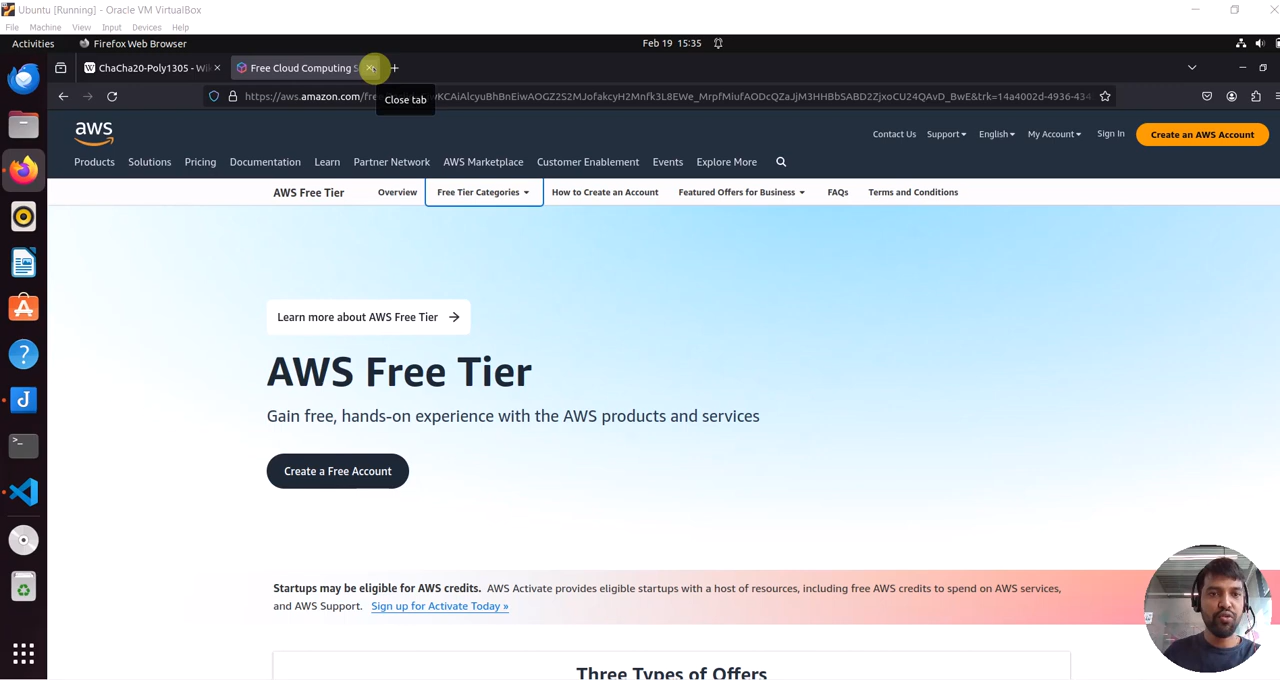 Ubuntu [Running] - Oracle VM VirtualBox
File Machine View Input Devices Help
Activities Firefox Web Browser Feb 19 15:35
ChaCha20-Poly1305 - Wik Free Cloud Computing S
Close tab
https://aws.amazon.com/fre
aws
Contact Us Support English My Account Sign In Create an AWS Account
Products Solutions Pricing Documentation Learn Partner Network AWS Marketplace Customer Enablement Events Explore More
AWS Free Tier Overview Free Tier Categories How to Create an Account Featured Offers for Business FAQs Terms and Conditions
Learn more about AWS Free Tier →
AWS Free Tier
Gain free, hands-on experience with the AWS products and services
Create a Free Account
Startups may be eligible for AWS credits. AWS Activate provides eligible startups with a host of resources, including free AWS credits to spend on AWS services,
and AWS Support. Sign up for Activate Today »
Three Types of Offers